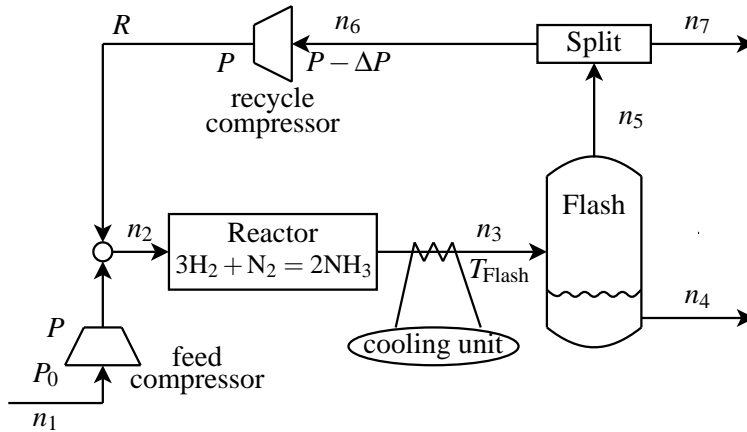 R
n₆
n₇
Split
P
P − ΔP
recycle
compressor
n₅
n₂
Reactor
3H₂ + N₂ = 2NH₃
n₃
T_Flash
Flash
n₄
P
P₀
feed
compressor
cooling unit
n₁